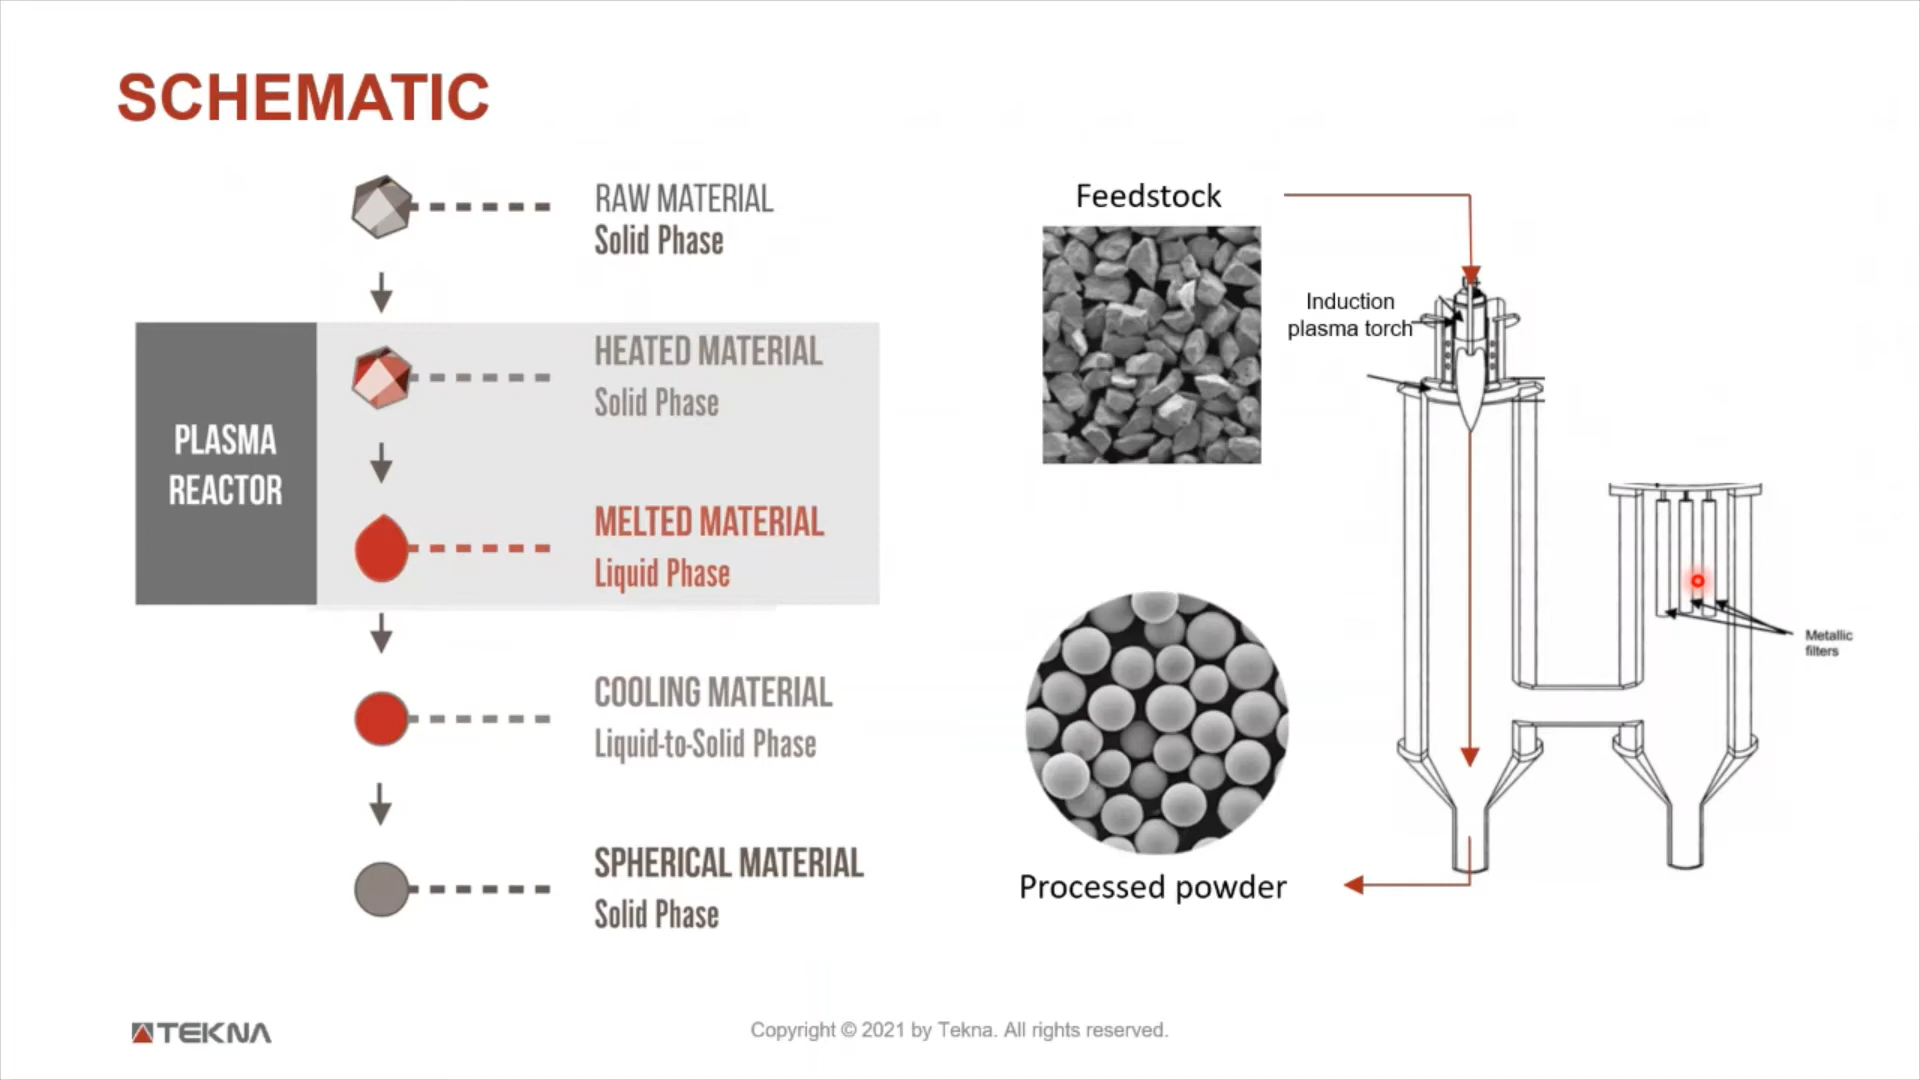 SCHEMATIC
RAW MATERIAL
Solid Phase
PLASMA
REACTOR
HEATED MATERIAL
Solid Phase
MELTED MATERIAL
Liquid Phase
COOLING MATERIAL
Liquid-to-Solid Phase
SPHERICAL MATERIAL
Solid Phase
Feedstock
Induction
plasma torch
Metallic
filters
Processed powder
TEKNA
Copyright © 2021 by Tekna. All rights reserved.